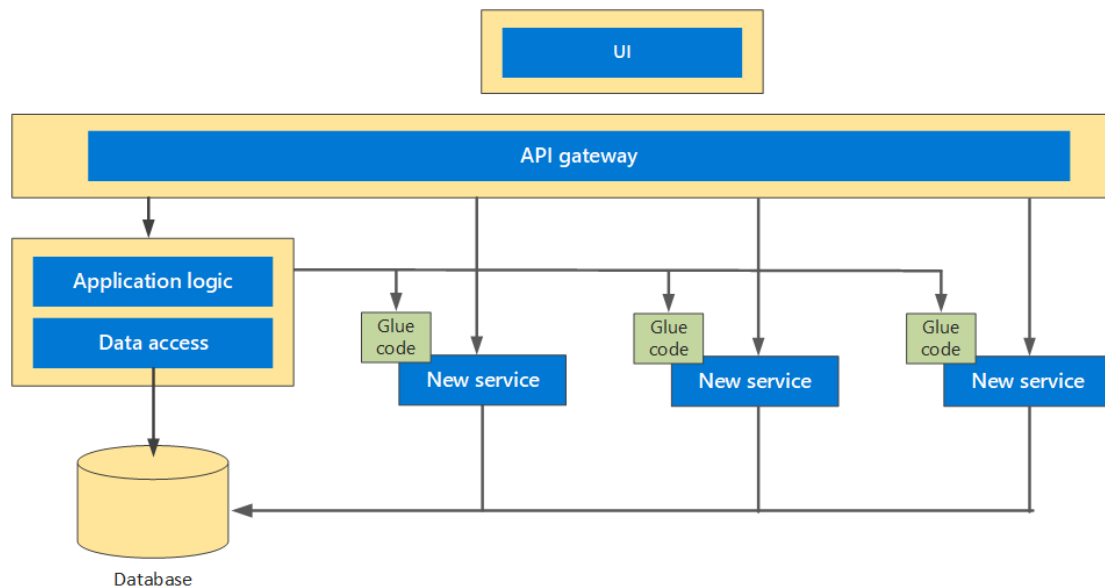 UI
API gateway
Application logic
Data access
Glue
code
New service
Glue
code
New service
Glue
code
New service
Database